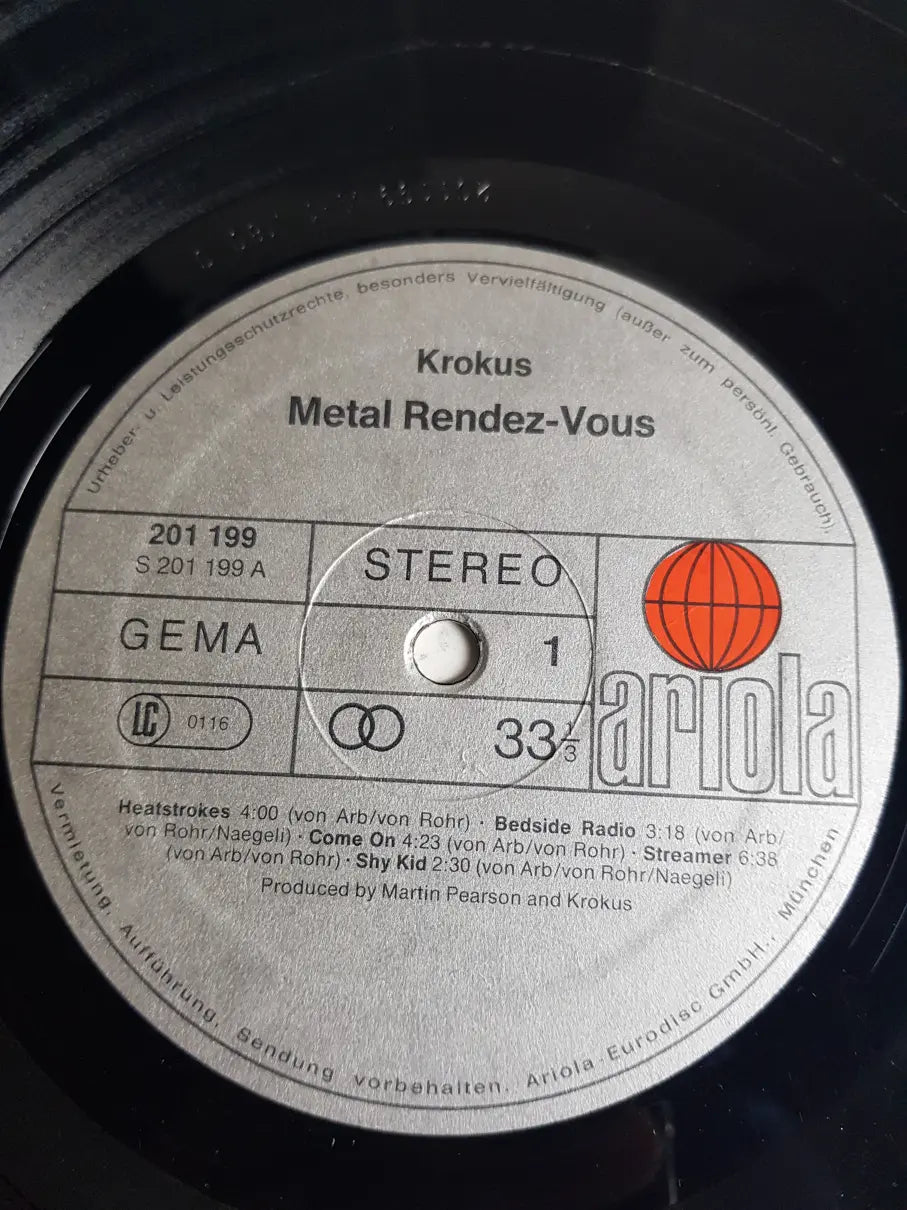 Urheber- u. Leistungsschutzrechte, besonders Vervielfältigung (außer zum persönl. Gebrauch),
Krokus
Metal Rendez-Vous
201 199
S 201 199 A
STEREO
GEMA
1
LC 0116
33⅓
ariola
Heatstrokes 4:00 (von Arb/von Rohr) · Bedside Radio 3:18 (von Arb/
von Rohr/Naegeli) · Come On 4:23 (von Arb/von Rohr) · Streamer 6:38
(von Arb/von Rohr) · Shy Kid 2:30 (von Arb/von Rohr/Naegeli)
Produced by Martin Pearson and Krokus
Vermietung, Aufführung, Sendung vorbehalten. Ariola-Eurodisc GmbH., München